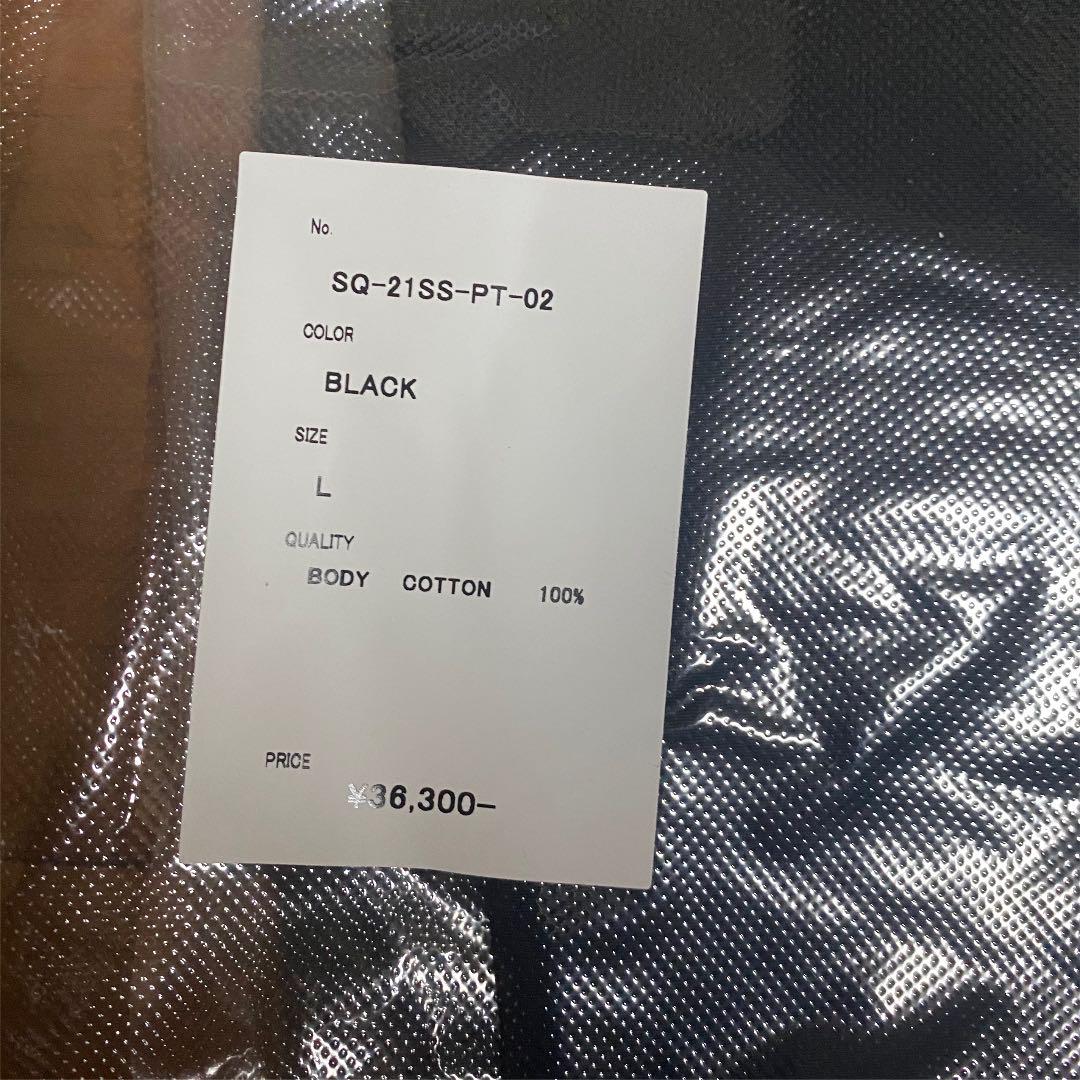 No.
SQ-21SS-PT-02
COLOR
BLACK
SIZE
L
QUALITY
BODY COTTON 100%
PRICE
¥36,300-